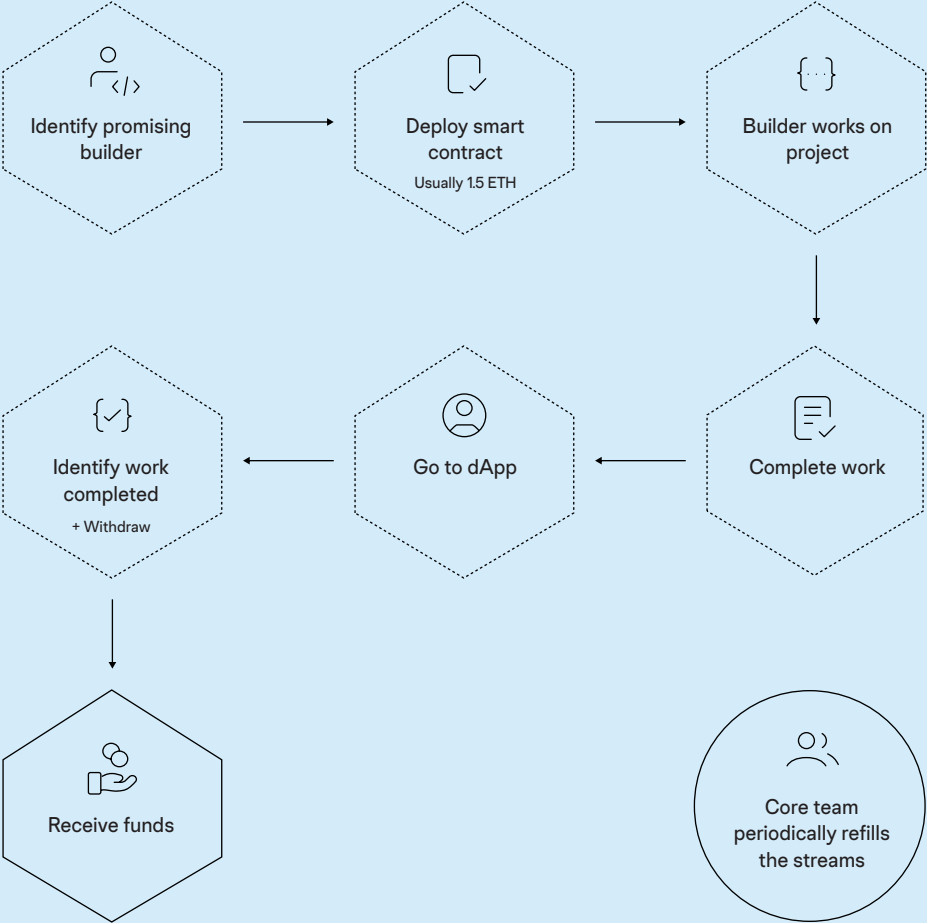 Identify promising
builder
Deploy smart
contract
Usually 1.5 ETH
Builder works on
project
Complete work
Go to dApp
Identify work
completed
+ Withdraw
Receive funds
Core team
periodically refills
the streams